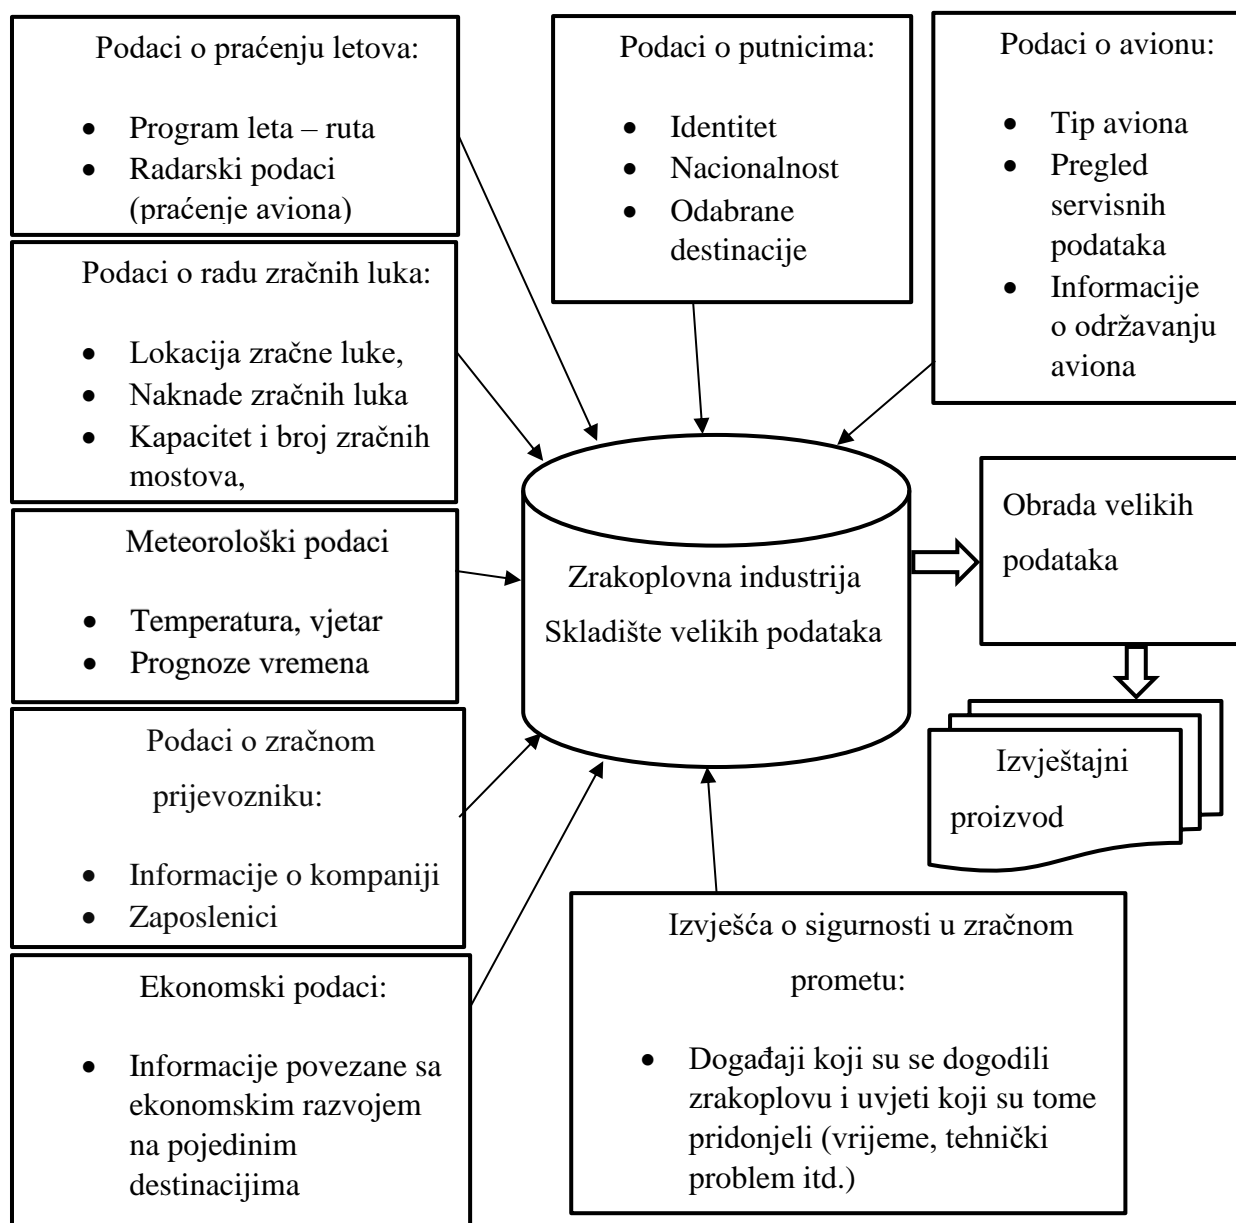 Podaci o praćenju letova:
• Program leta – ruta
• Radarski podaci
(praćenje aviona)
Podaci o putnicima:
• Identitet
• Nacionalnost
• Odabrane
destinacije
Podaci o avionu:
• Tip aviona
• Pregled
servisnih
podataka
• Informacije
o održavanju
aviona
Podaci o radu zračnih luka:
• Lokacija zračne luke,
• Naknade zračnih luka
• Kapacitet i broj zračnih
mostova,
Meteorološki podaci
• Temperatura, vjetar
• Prognoze vremena
Zrakoplovna industrija
Skladište velikih podataka
Obrada velikih
podataka
Izvještajni
proizvod
Podaci o zračnom
prijevozniku:
• Informacije o kompaniji
• Zaposlenici
Ekonomski podaci:
• Informacije povezane sa
ekonomskim razvojem
na pojedinim
destinacijima
Izvješća o sigurnosti u zračnom
prometu:
• Događaji koji su se dogodili
zrakoplovu i uvjeti koji su tome
pridonjeli (vrijeme, tehnički
problem itd.)